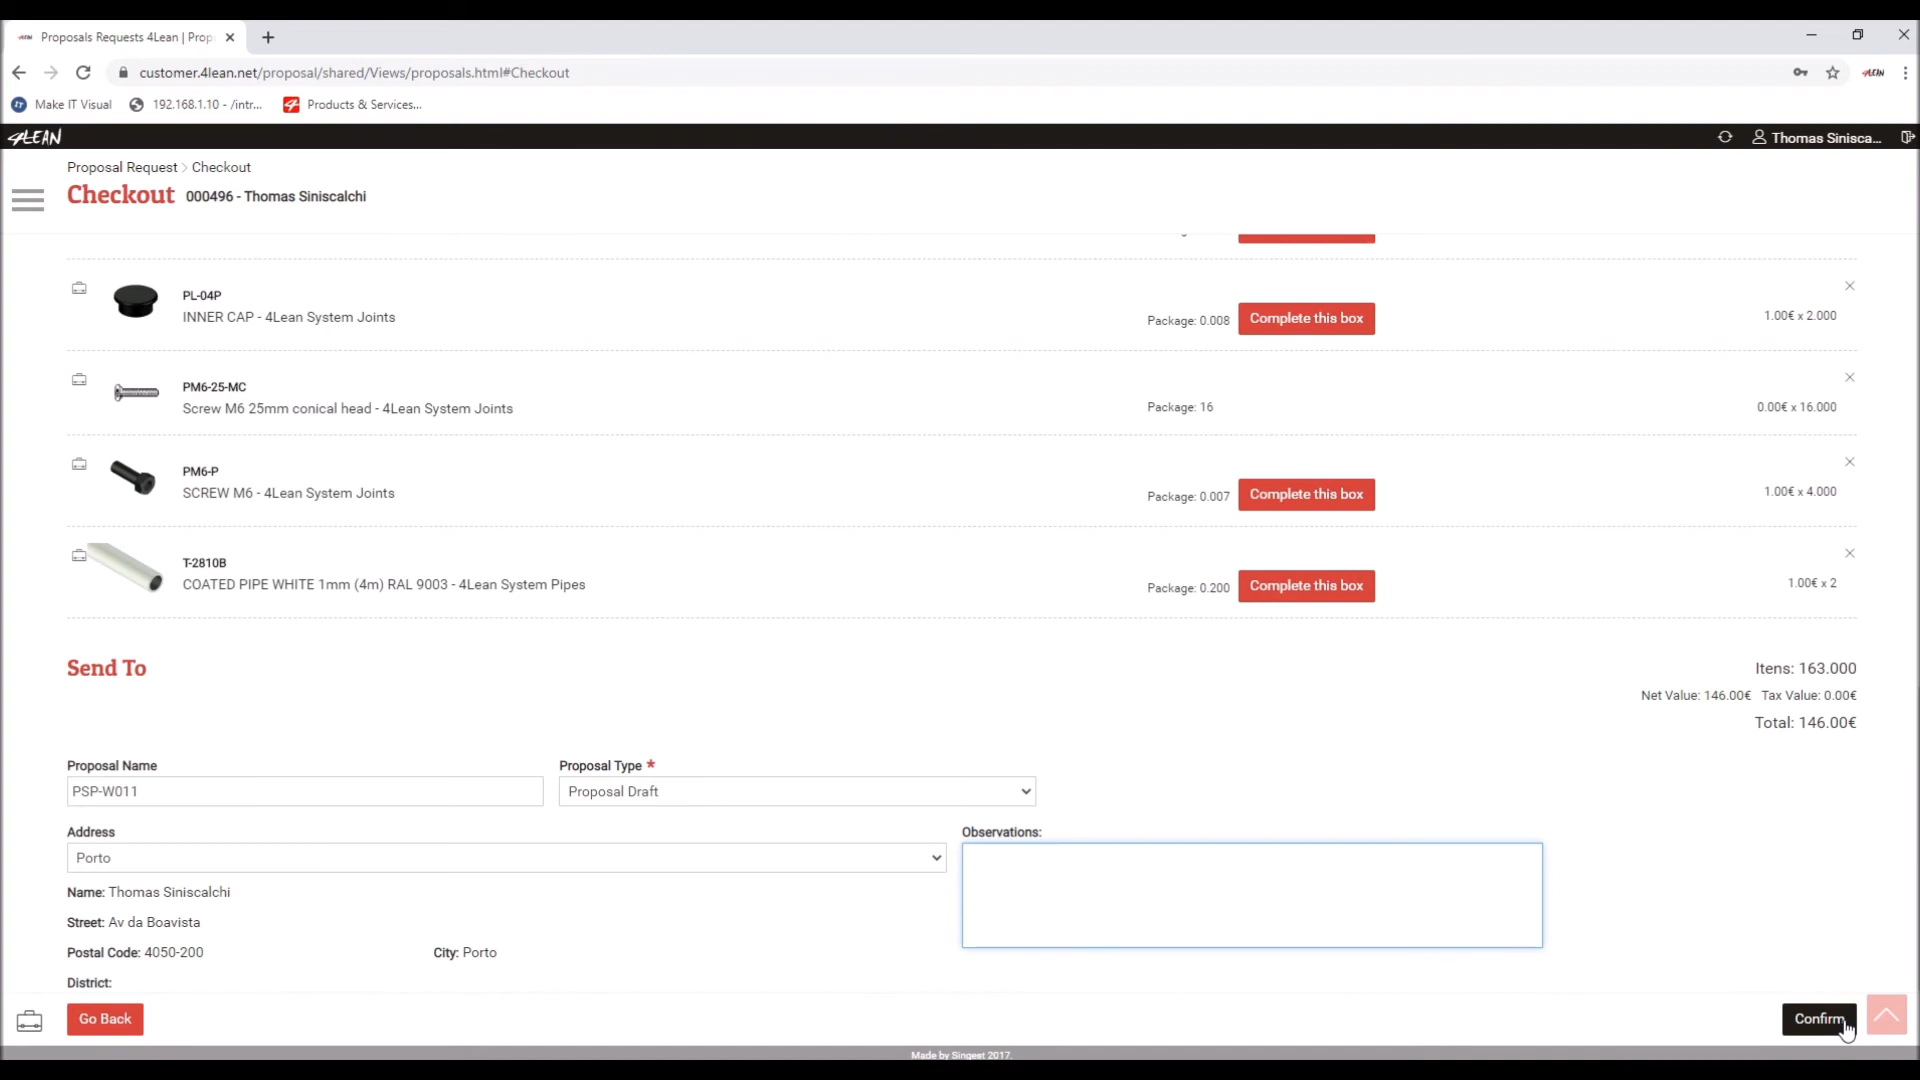 Proposals Requests 4Lean | Prop
customer.4lean.net/proposal/shared/Views/proposals.html#Checkout
4LEAN
Make IT Visual
192.168.1.10 - /intr...
Products & Services...
4LEAN
Thomas Sinisca...
Proposal Request > Checkout
Checkout 000496 - Thomas Siniscalchi
PL-04P
INNER CAP - 4Lean System Joints
Package: 0.008 Complete this box
1.00€ x 2.000
PM6-25-MC
Screw M6 25mm conical head - 4Lean System Joints
Package: 16
0.00€ x 16.000
PM6-P
SCREW M6 - 4Lean System Joints
Package: 0.007 Complete this box
1.00€ x 4.000
T-2810B
COATED PIPE WHITE 1mm (4m) RAL 9003 - 4Lean System Pipes
Package: 0.200 Complete this box
1.00€ x 2
Send To
Itens: 163.000
Net Value: 146.00€ Tax Value: 0.00€
Total: 146.00€
Proposal Name
PSP-W011
Proposal Type *
Proposal Draft
Address
Porto
Observations:
Name: Thomas Siniscalchi
Street: Av da Boavista
Postal Code: 4050-200
City: Porto
District:
Go Back
Confirm
Made by Singest 2017.